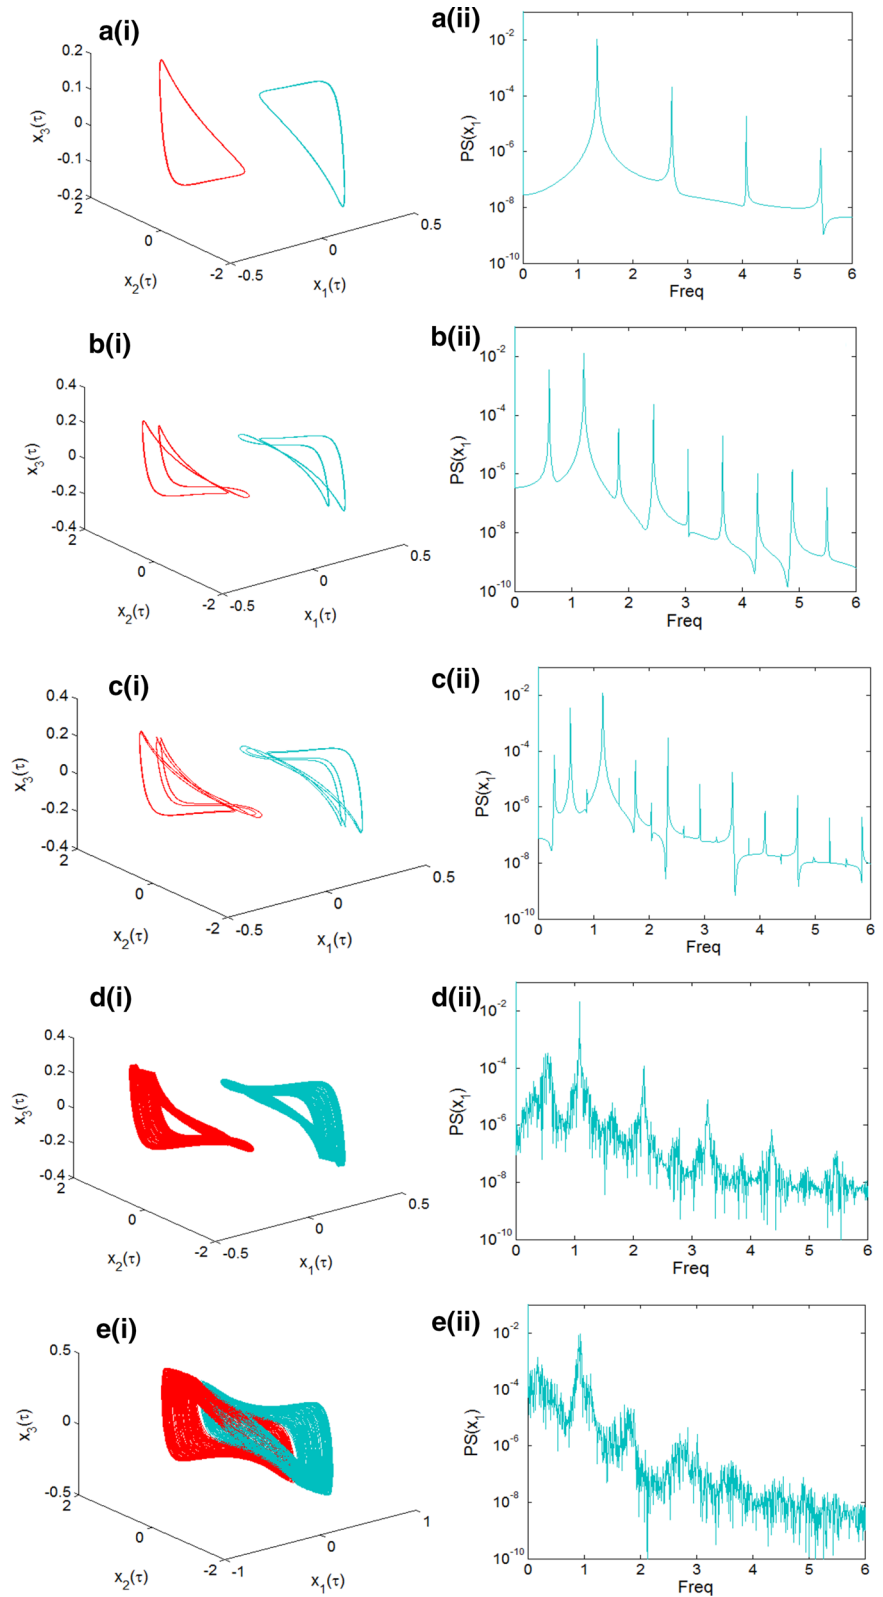 a(i)
0.2
0.1
0
-0.1
-0.2
x3(τ)
2
0
-2
x2(τ)
-0.5
0
0.5
x1(τ)
a(ii)
10^-2
10^-4
10^-6
10^-8
10^-10
PS(x1)
0 1 2 3 4 5 6
Freq
b(i)
0.4
0.2
0
-0.2
-0.4
x3(τ)
2
0
-2
x2(τ)
-0.5
0
0.5
x1(τ)
b(ii)
10^-2
10^-4
10^-6
10^-8
10^-10
PS(x1)
0 1 2 3 4 5 6
Freq
c(i)
0.4
0.2
0
-0.2
-0.4
x3(τ)
2
0
-2
x2(τ)
-0.5
0
0.5
x1(τ)
c(ii)
10^-2
10^-4
10^-6
10^-8
10^-10
PS(x1)
0 1 2 3 4 5 6
Freq
d(i)
0.4
0.2
0
-0.2
-0.4
x3(τ)
2
0
-2
x2(τ)
-0.5
0
0.5
x1(τ)
d(ii)
10^-2
10^-4
10^-6
10^-8
10^-10
PS(x1)
0 1 2 3 4 5 6
Freq
e(i)
0.5
0
-0.5
x3(τ)
2
0
-2
x2(τ)
-1
0
1
x1(τ)
e(ii)
10^-2
10^-4
10^-6
10^-8
10^-10
PS(x1)
0 1 2 3 4 5 6
Freq